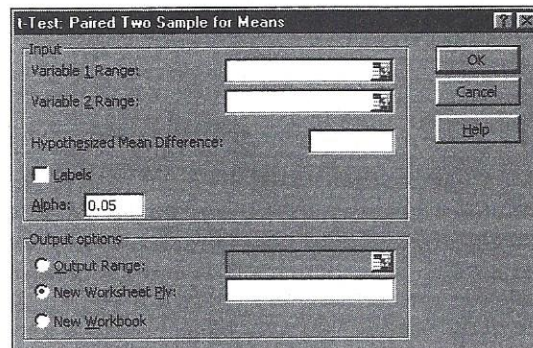 t-Test: Paired Two Sample for Means
Input
Variable 1 Range:
Variable 2 Range:
Hypothesized Mean Difference:
Labels
Alpha: 0.05
OK
Cancel
Help
Output options
Output Range:
New Worksheet Ply:
New Workbook